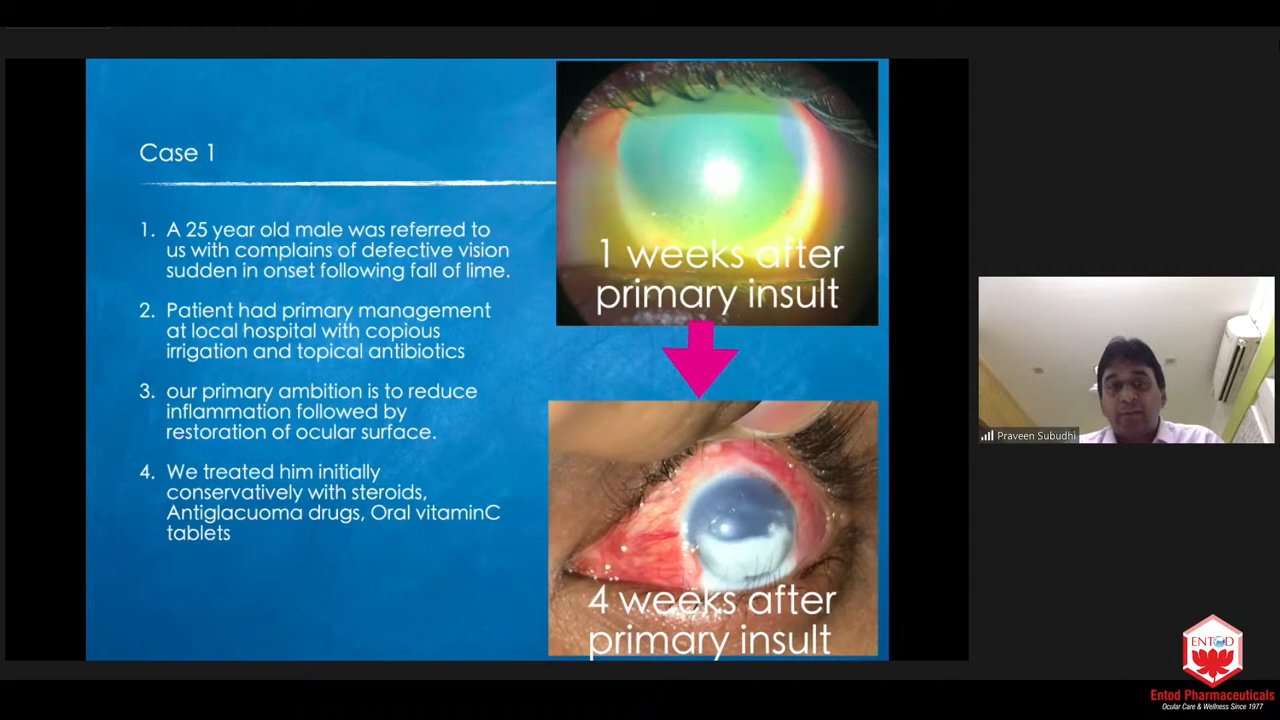 Case 1
1. A 25 year old male was referred to
us with complains of defective vision
sudden in onset following fall of lime.
2. Patient had primary management
at local hospital with copious
irrigation and topical antibiotics
3. our primary ambition is to reduce
inflammation followed by
restoration of ocular surface.
4. We treated him initially
conservatively with steroids,
Antiglacuoma drugs, Oral vitaminC
tablets
1 weeks after
primary insult
4 weeks after
primary insult
Praveen Subudhi
ENTOD
Entod Pharmaceuticals
Ocular Care & Wellness Since 1977